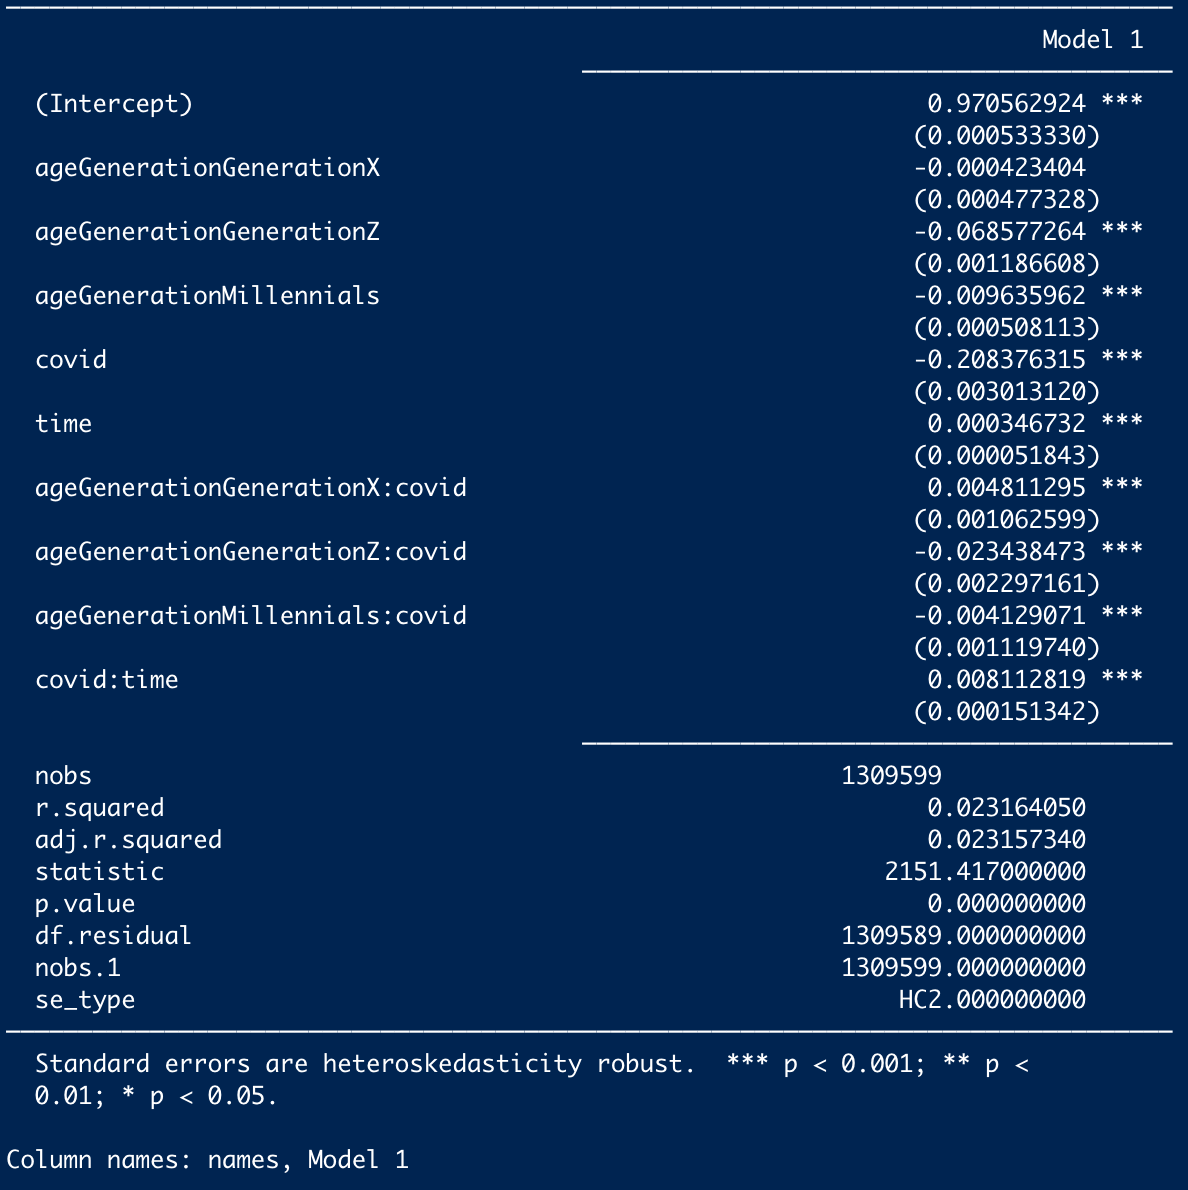 Model 1
(Intercept) 0.970562924 ***
(0.000533330)
ageGenerationGenerationX -0.000423404
(0.000477328)
ageGenerationGenerationZ -0.068577264 ***
(0.001186608)
ageGenerationMillennials -0.009635962 ***
(0.000508113)
covid -0.208376315 ***
(0.003013120)
time 0.000346732 ***
(0.000051843)
ageGenerationGenerationX:covid 0.004811295 ***
(0.001062599)
ageGenerationGenerationZ:covid -0.023438473 ***
(0.002297161)
ageGenerationMillennials:covid -0.004129071 ***
(0.001119740)
covid:time 0.008112819 ***
(0.000151342)
nobs 1309599
r.squared 0.023164050
adj.r.squared 0.023157340
statistic 2151.417000000
p.value 0.000000000
df.residual 1309589.000000000
nobs.1 1309599.000000000
se_type HC2.000000000
Standard errors are heteroskedasticity robust. *** p < 0.001; ** p <
0.01; * p < 0.05.
Column names: names, Model 1